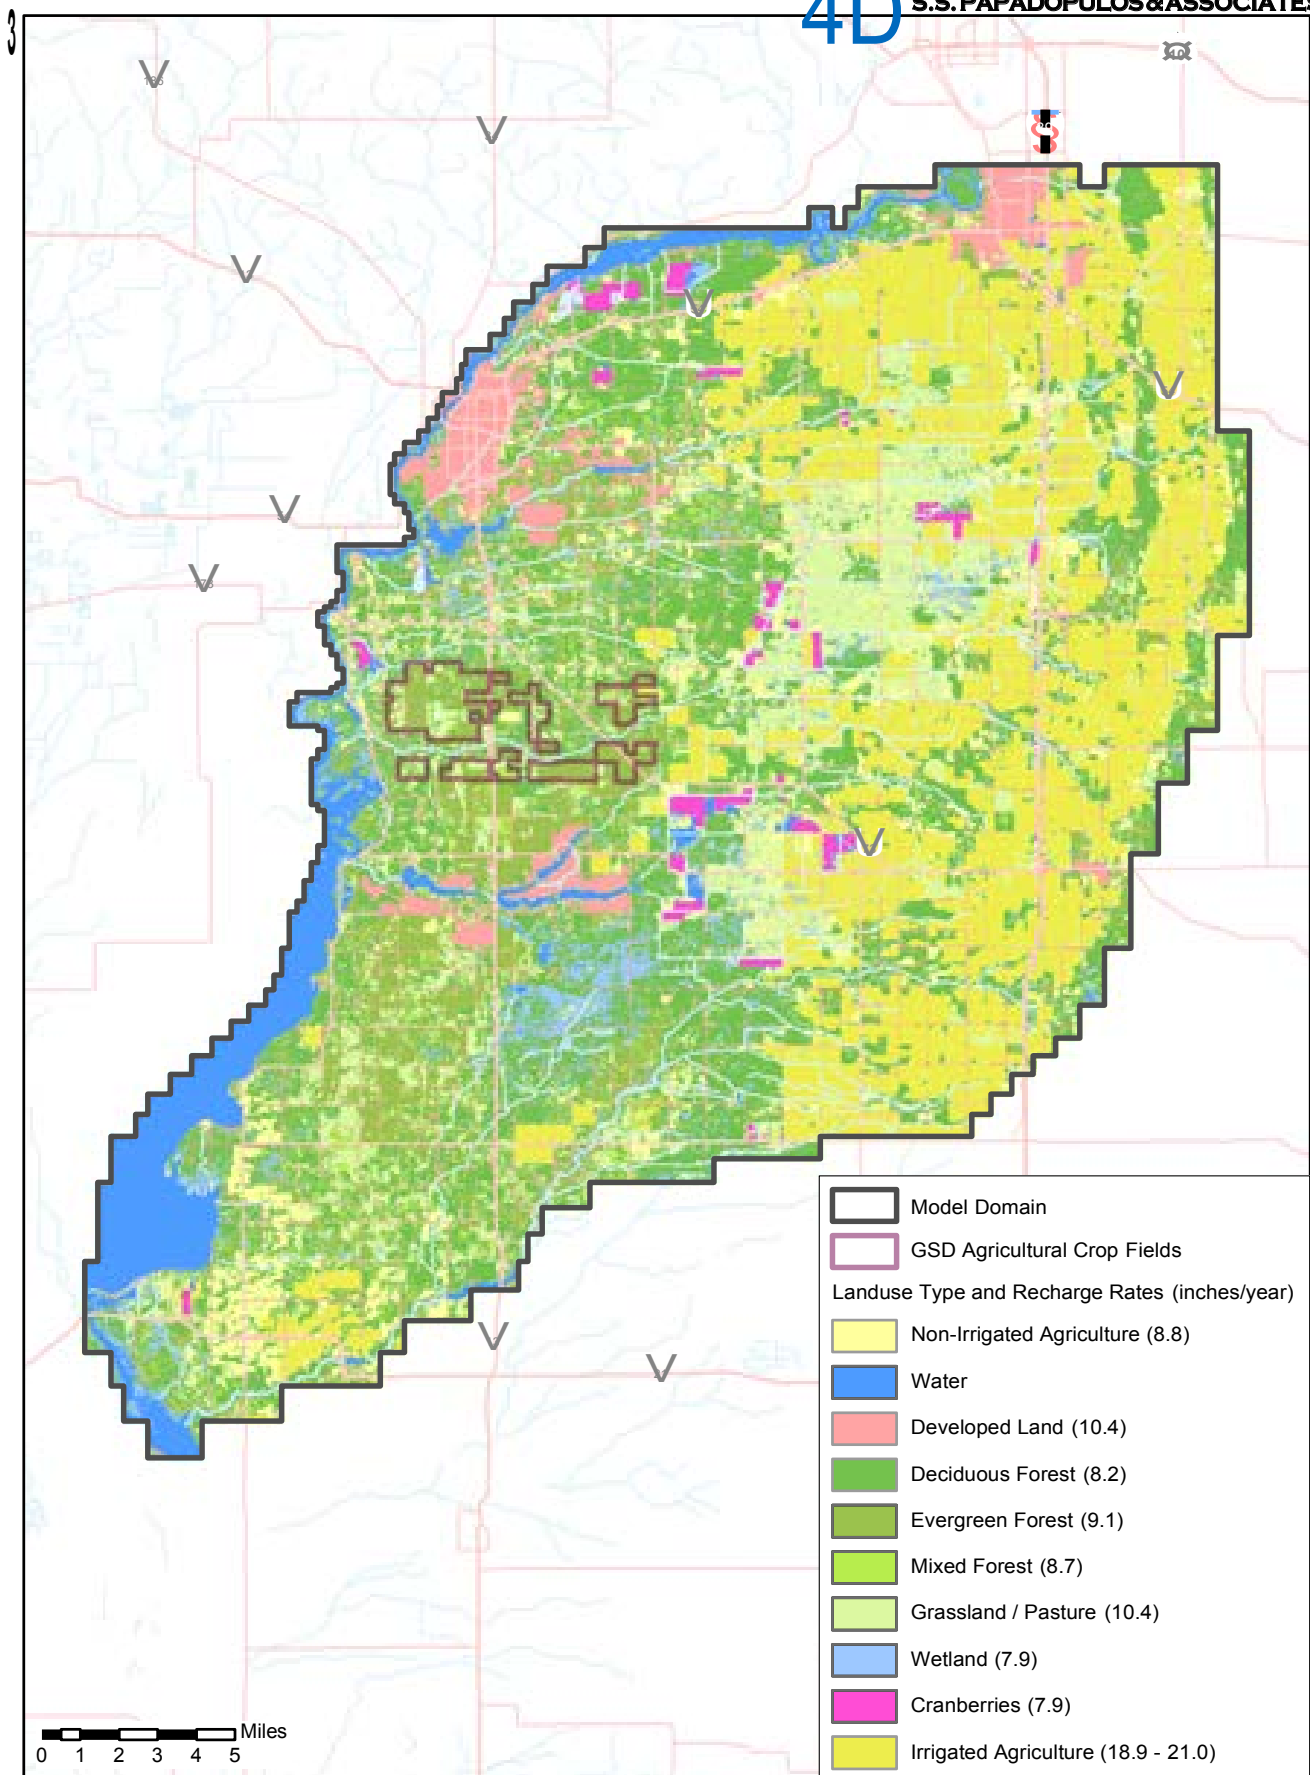 4D
S.S. PAPADOPULOS & ASSOCIATES
3
173
Model Domain
GSD Agricultural Crop Fields
Landuse Type and Recharge Rates (inches/year)
Non-Irrigated Agriculture (8.8)
Water
Developed Land (10.4)
Deciduous Forest (8.2)
Evergreen Forest (9.1)
Mixed Forest (8.7)
Grassland / Pasture (10.4)
Wetland (7.9)
Cranberries (7.9)
Irrigated Agriculture (18.9 - 21.0)
Miles
0 1 2 3 4 5